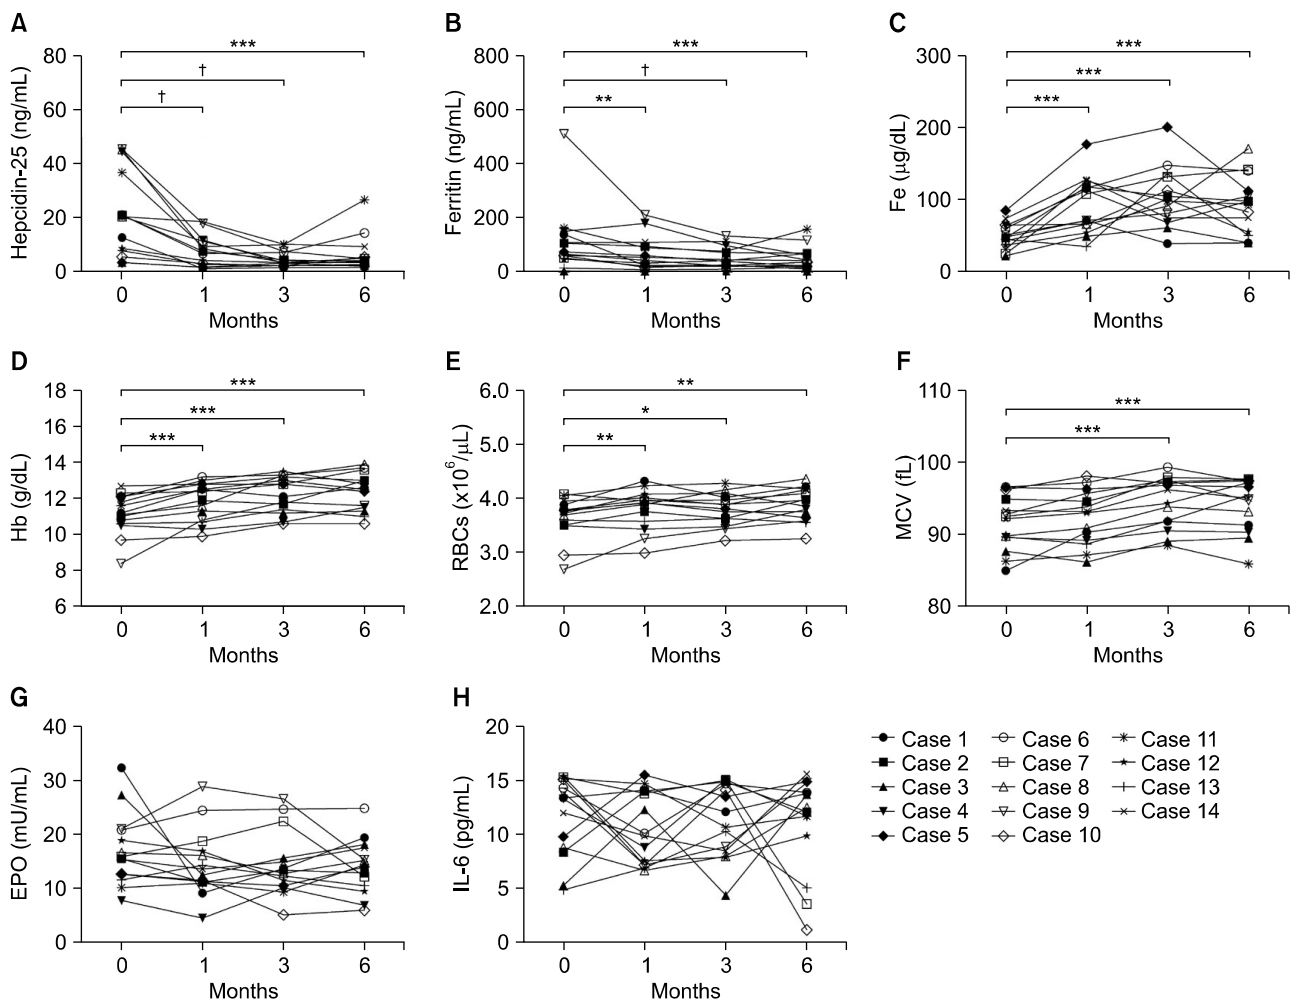 A
Hepcidin-25 (ng/mL)
80
60
40
20
0
***
†
†
0 1 3 6
Months
B
Ferritin (ng/mL)
800
600
400
200
0
***
†
**
0 1 3 6
Months
C
Fe (µg/dL)
300
200
100
0
***
***
***
0 1 3 6
Months
D
Hb (g/dL)
18
16
14
12
10
8
6
***
***
***
0 1 3 6
Months
E
RBCs (x10⁶/µL)
6.0
5.0
4.0
3.0
2.0
**
*
**
0 1 3 6
Months
F
MCV (fL)
110
100
90
80
***
***
0 1 3 6
Months
G
EPO (mU/mL)
40
30
20
10
0
0 1 3 6
Months
H
IL-6 (pg/mL)
20
15
10
5
0
0 1 3 6
Months
Case 1
Case 2
Case 3
Case 4
Case 5
Case 6
Case 7
Case 8
Case 9
Case 10
Case 11
Case 12
Case 13
Case 14